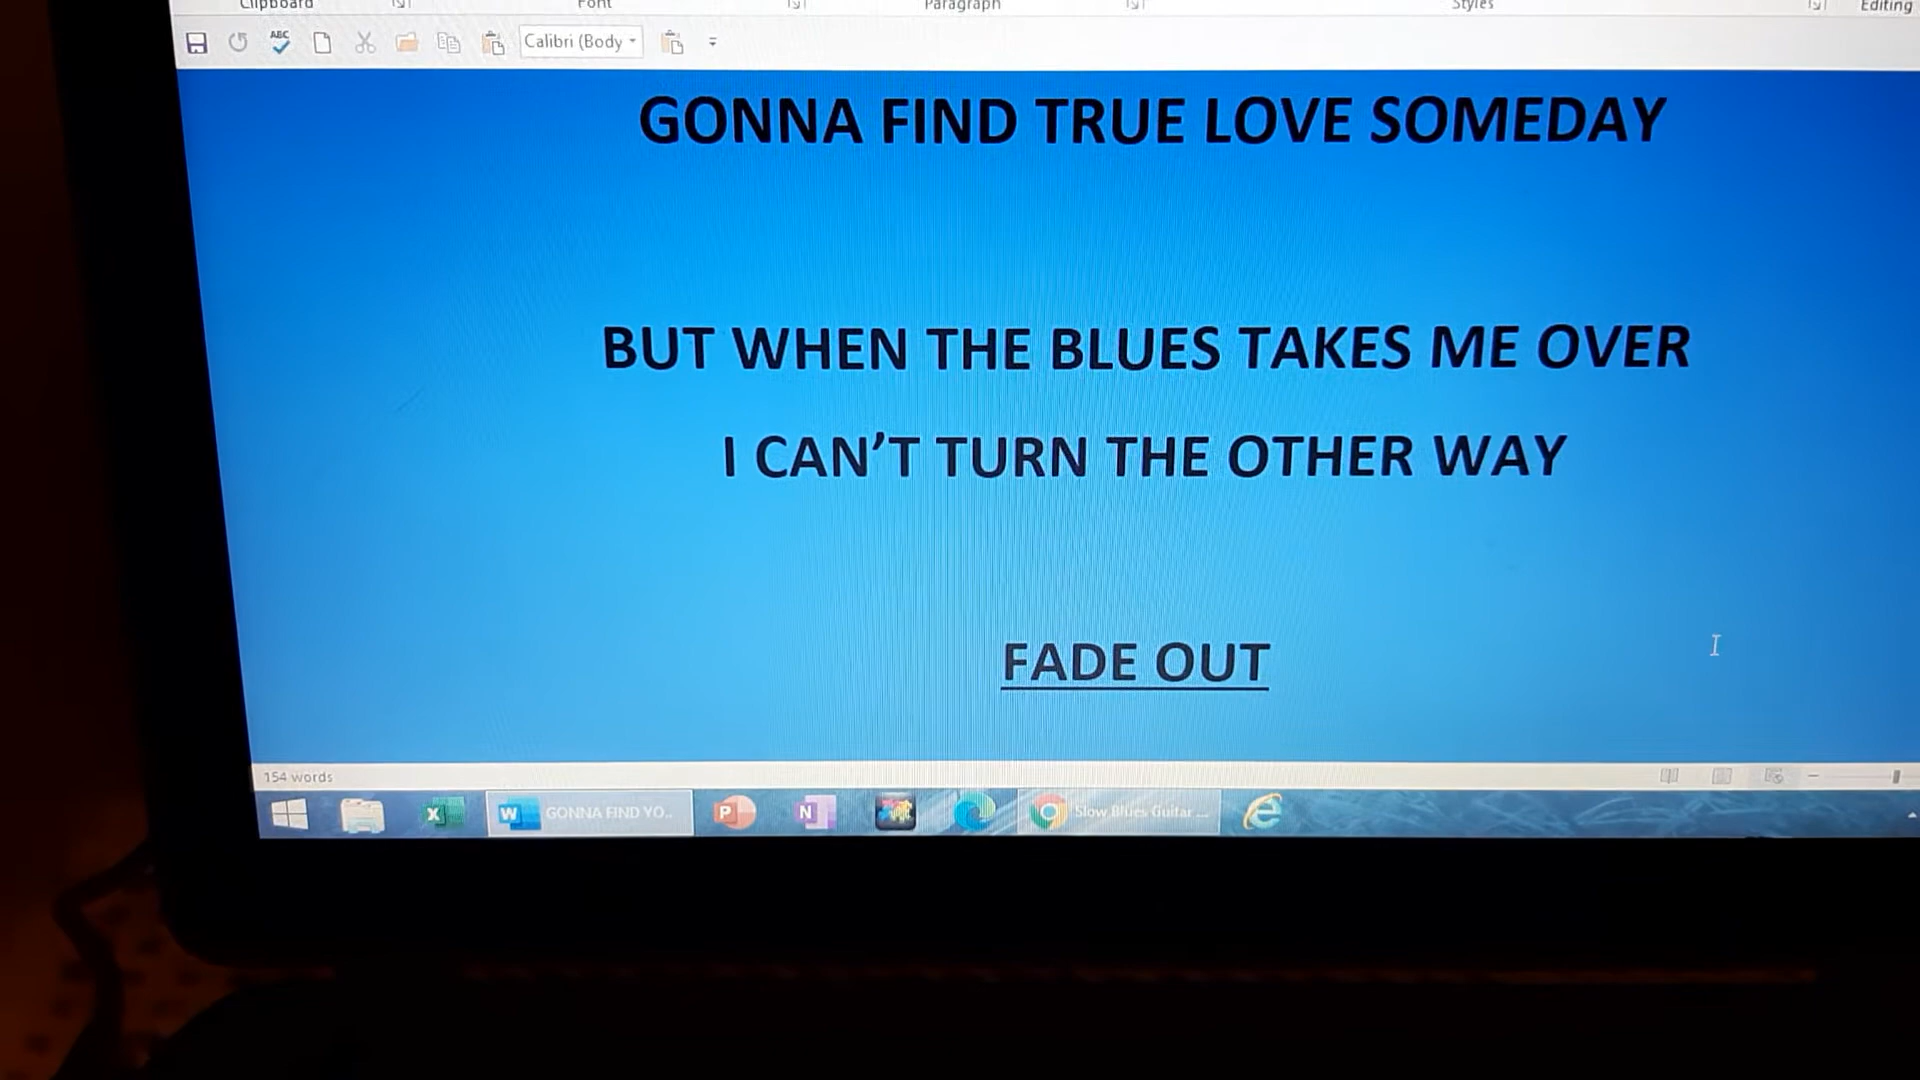 Clipboard Font Paragraph Styles Editing
ABC Calibri (Body
GONNA FIND TRUE LOVE SOMEDAY
BUT WHEN THE BLUES TAKES ME OVER
I CAN’T TURN THE OTHER WAY
FADE OUT
154 words
X W GONNA FIND YO... P N Slow Blues Guitar ...